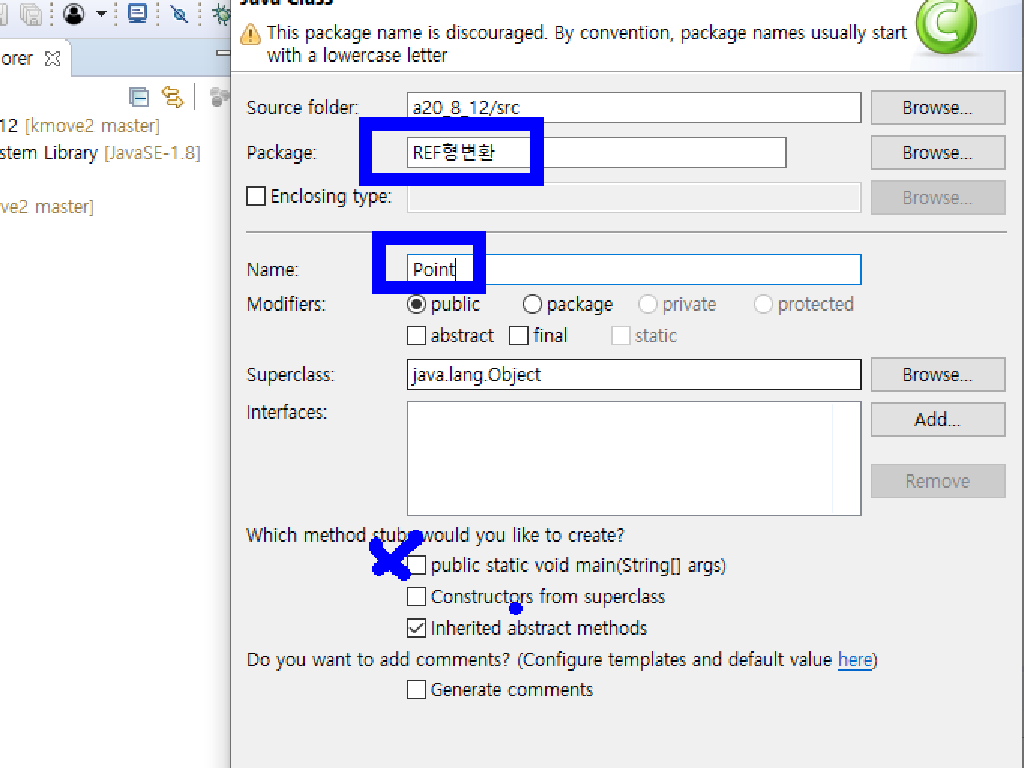 Java Class
This package name is discouraged. By convention, package names usually start
with a lowercase letter
orer
12 [kmove2 master]
stem Library [JavaSE-1.8]
ve2 master]
Source folder: a20_8_12/src Browse...
Package: REF형변환 Browse...
Enclosing type: Browse...
Name: Point
Modifiers: public package private protected
abstract final static
Superclass: java.lang.Object Browse...
Interfaces: Add...
Remove
Which method stubs would you like to create?
public static void main(String[] args)
Constructors from superclass
Inherited abstract methods
Do you want to add comments? (Configure templates and default value here)
Generate comments